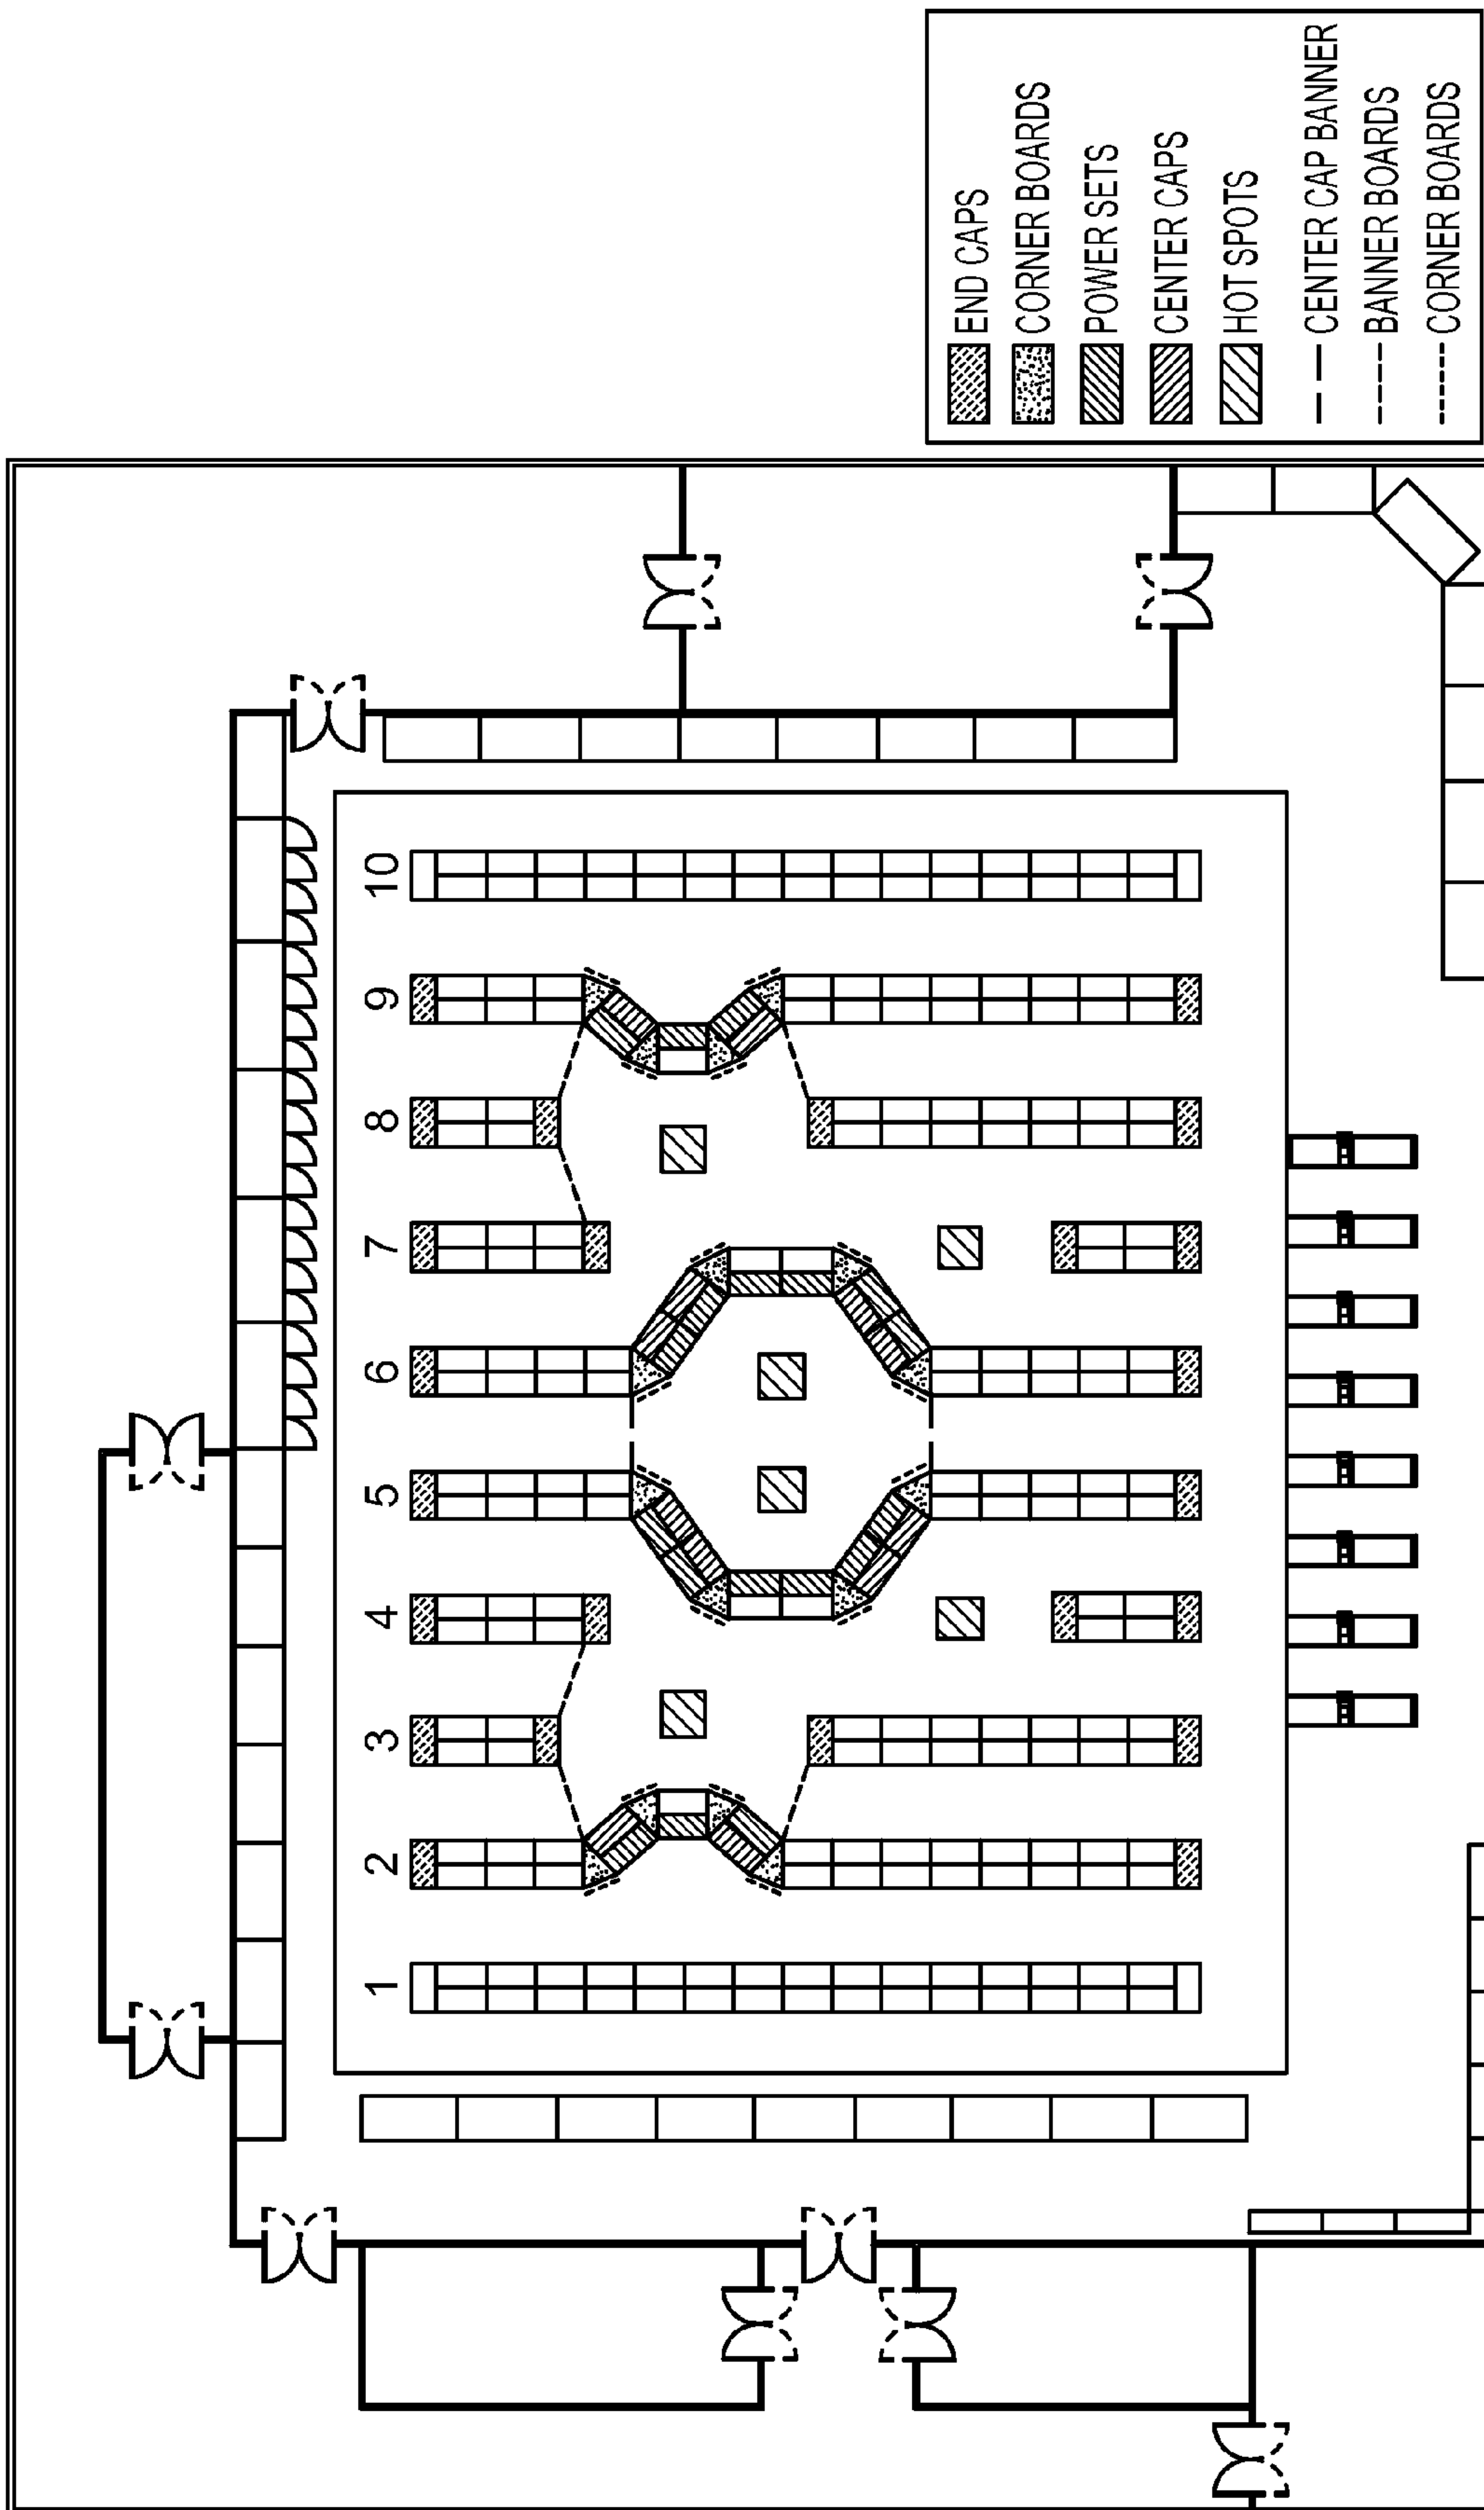 1 2 3 4 5 6 7 8 9 10
END CAPS
CORNER BOARDS
POWER SETS
CENTER CAPS
HOT SPOTS
CENTER CAP BANNER
BANNER BOARDS
CORNER BOARDS